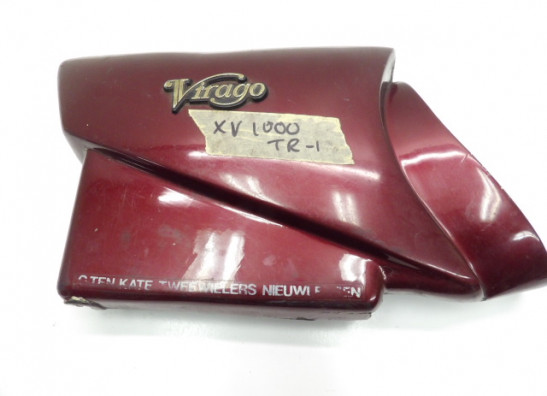 Virago
XV 1000
TR-1
G TEN KATE TWEEWIELERS